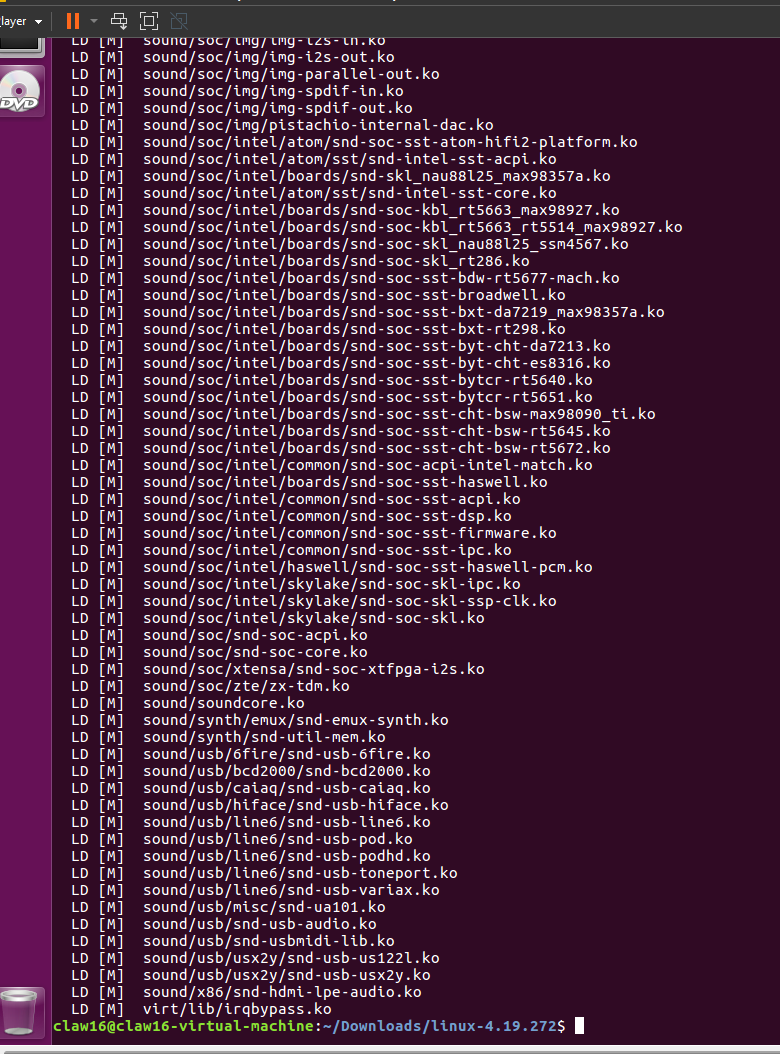 layer
LD [M] sound/soc/img/img-i2s-in.ko
LD [M] sound/soc/img/img-i2s-out.ko
LD [M] sound/soc/img/img-parallel-out.ko
LD [M] sound/soc/img/img-spdif-in.ko
LD [M] sound/soc/img/img-spdif-out.ko
LD [M] sound/soc/img/pistachio-internal-dac.ko
LD [M] sound/soc/intel/atom/snd-soc-sst-atom-hifi2-platform.ko
LD [M] sound/soc/intel/atom/sst/snd-intel-sst-acpi.ko
LD [M] sound/soc/intel/boards/snd-skl_nau88l25_max98357a.ko
LD [M] sound/soc/intel/atom/sst/snd-intel-sst-core.ko
LD [M] sound/soc/intel/boards/snd-soc-kbl_rt5663_max98927.ko
LD [M] sound/soc/intel/boards/snd-soc-kbl_rt5663_rt5514_max98927.ko
LD [M] sound/soc/intel/boards/snd-soc-skl_nau88l25_ssm4567.ko
LD [M] sound/soc/intel/boards/snd-soc-skl_rt286.ko
LD [M] sound/soc/intel/boards/snd-soc-sst-bdw-rt5677-mach.ko
LD [M] sound/soc/intel/boards/snd-soc-sst-broadwell.ko
LD [M] sound/soc/intel/boards/snd-soc-sst-bxt-da7219_max98357a.ko
LD [M] sound/soc/intel/boards/snd-soc-sst-bxt-rt298.ko
LD [M] sound/soc/intel/boards/snd-soc-sst-byt-cht-da7213.ko
LD [M] sound/soc/intel/boards/snd-soc-sst-byt-cht-es8316.ko
LD [M] sound/soc/intel/boards/snd-soc-sst-bytcr-rt5640.ko
LD [M] sound/soc/intel/boards/snd-soc-sst-bytcr-rt5651.ko
LD [M] sound/soc/intel/boards/snd-soc-sst-cht-bsw-max98090_ti.ko
LD [M] sound/soc/intel/boards/snd-soc-sst-cht-bsw-rt5645.ko
LD [M] sound/soc/intel/boards/snd-soc-sst-cht-bsw-rt5672.ko
LD [M] sound/soc/intel/common/snd-soc-acpi-intel-match.ko
LD [M] sound/soc/intel/boards/snd-soc-sst-haswell.ko
LD [M] sound/soc/intel/common/snd-soc-sst-acpi.ko
LD [M] sound/soc/intel/common/snd-soc-sst-dsp.ko
LD [M] sound/soc/intel/common/snd-soc-sst-firmware.ko
LD [M] sound/soc/intel/common/snd-soc-sst-ipc.ko
LD [M] sound/soc/intel/haswell/snd-soc-sst-haswell-pcm.ko
LD [M] sound/soc/intel/skylake/snd-soc-skl-ipc.ko
LD [M] sound/soc/intel/skylake/snd-soc-skl-ssp-clk.ko
LD [M] sound/soc/intel/skylake/snd-soc-skl.ko
LD [M] sound/soc/snd-soc-acpi.ko
LD [M] sound/soc/snd-soc-core.ko
LD [M] sound/soc/xtensa/snd-soc-xtfpga-i2s.ko
LD [M] sound/soc/zte/zx-tdm.ko
LD [M] sound/soundcore.ko
LD [M] sound/synth/emux/snd-emux-synth.ko
LD [M] sound/synth/snd-util-mem.ko
LD [M] sound/usb/6fire/snd-usb-6fire.ko
LD [M] sound/usb/bcd2000/snd-bcd2000.ko
LD [M] sound/usb/caiaq/snd-usb-caiaq.ko
LD [M] sound/usb/hiface/snd-usb-hiface.ko
LD [M] sound/usb/line6/snd-usb-line6.ko
LD [M] sound/usb/line6/snd-usb-pod.ko
LD [M] sound/usb/line6/snd-usb-podhd.ko
LD [M] sound/usb/line6/snd-usb-toneport.ko
LD [M] sound/usb/line6/snd-usb-variax.ko
LD [M] sound/usb/misc/snd-ua101.ko
LD [M] sound/usb/snd-usb-audio.ko
LD [M] sound/usb/snd-usbmidi-lib.ko
LD [M] sound/usb/usx2y/snd-usb-us122l.ko
LD [M] sound/usb/usx2y/snd-usb-usx2y.ko
LD [M] sound/x86/snd-hdmi-lpe-audio.ko
LD [M] virt/lib/irqbypass.ko
DVD
claw16@claw16-virtual-machine:~/Downloads/linux-4.19.272$